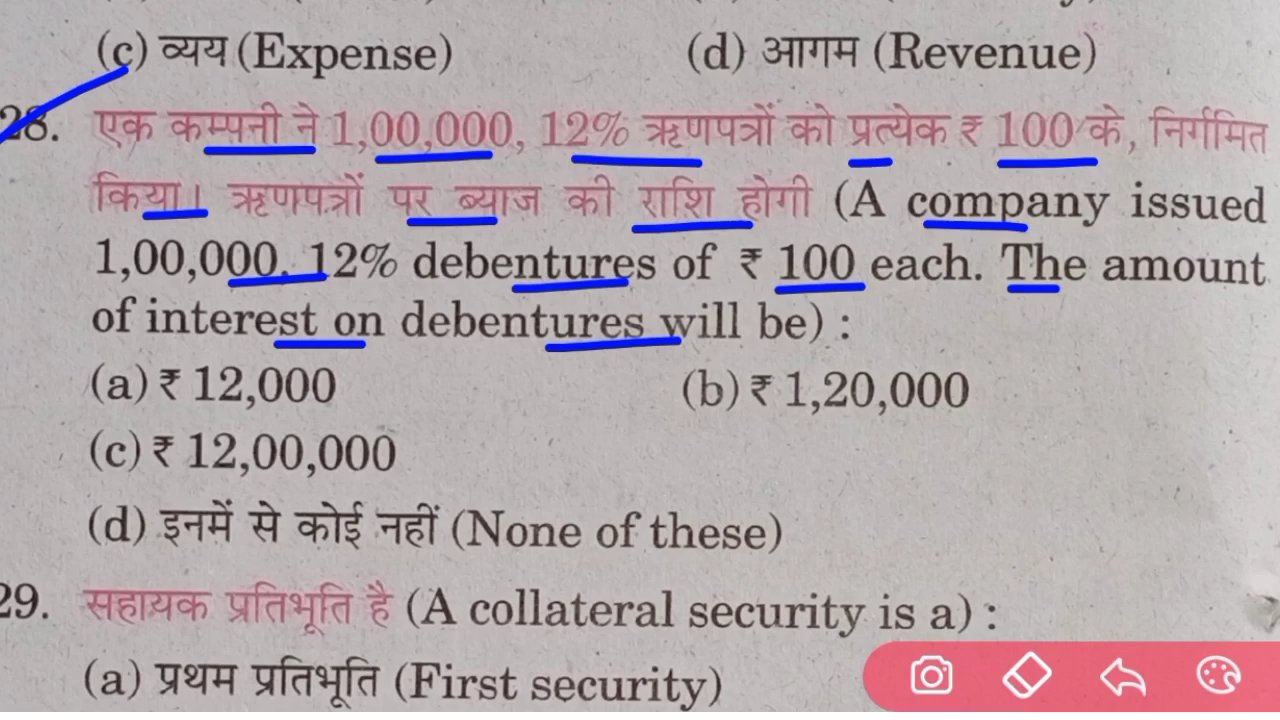 (c) व्यय (Expense) (d) आगम (Revenue)
28. एक कम्पनी ने 1,00,000, 12% ऋणपत्रों को प्रत्येक ₹ 100 के, निर्गमित
किया। ऋणपत्रों पर ब्याज की राशि होगी (A company issued
1,00,000, 12% debentures of ₹ 100 each. The amount
of interest on debentures will be) :
(a) ₹ 12,000 (b) ₹ 1,20,000
(c) ₹ 12,00,000
(d) इनमें से कोई नहीं (None of these)
29. सहायक प्रतिभूति है (A collateral security is a) :
(a) प्रथम प्रतिभूति (First security)